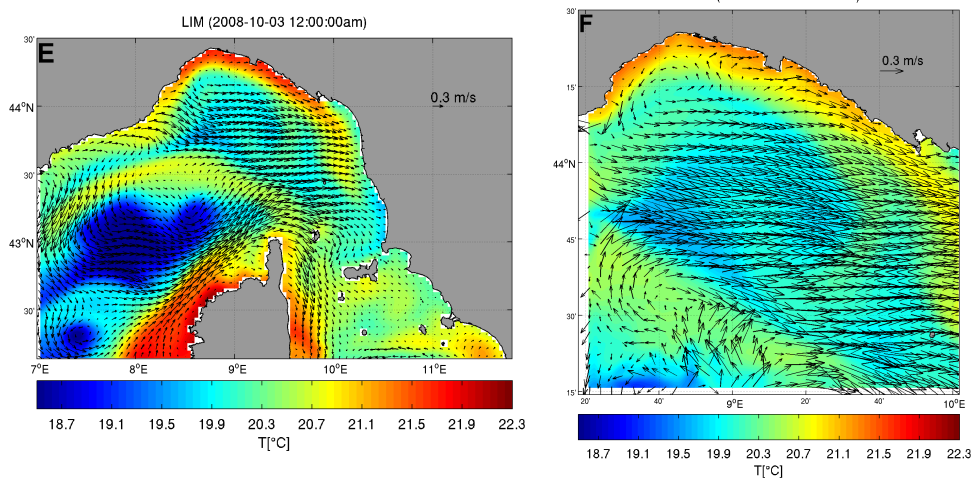 LIM (2008-10-03 12:00:00am)
E
0.3 m/s
30'
44°N
30'
43°N
30'
7°E 8°E 9°E 10°E 11°E
18.7 19.1 19.5 19.9 20.3 20.7 21.1 21.5 21.9 22.3
T[°C]
F
0.3 m/s
30'
15'
44°N
45'
30'
15'
20' 40' 9°E 20' 40' 10°E
18.7 19.1 19.5 19.9 20.3 20.7 21.1 21.5 21.9 22.3
T[°C]